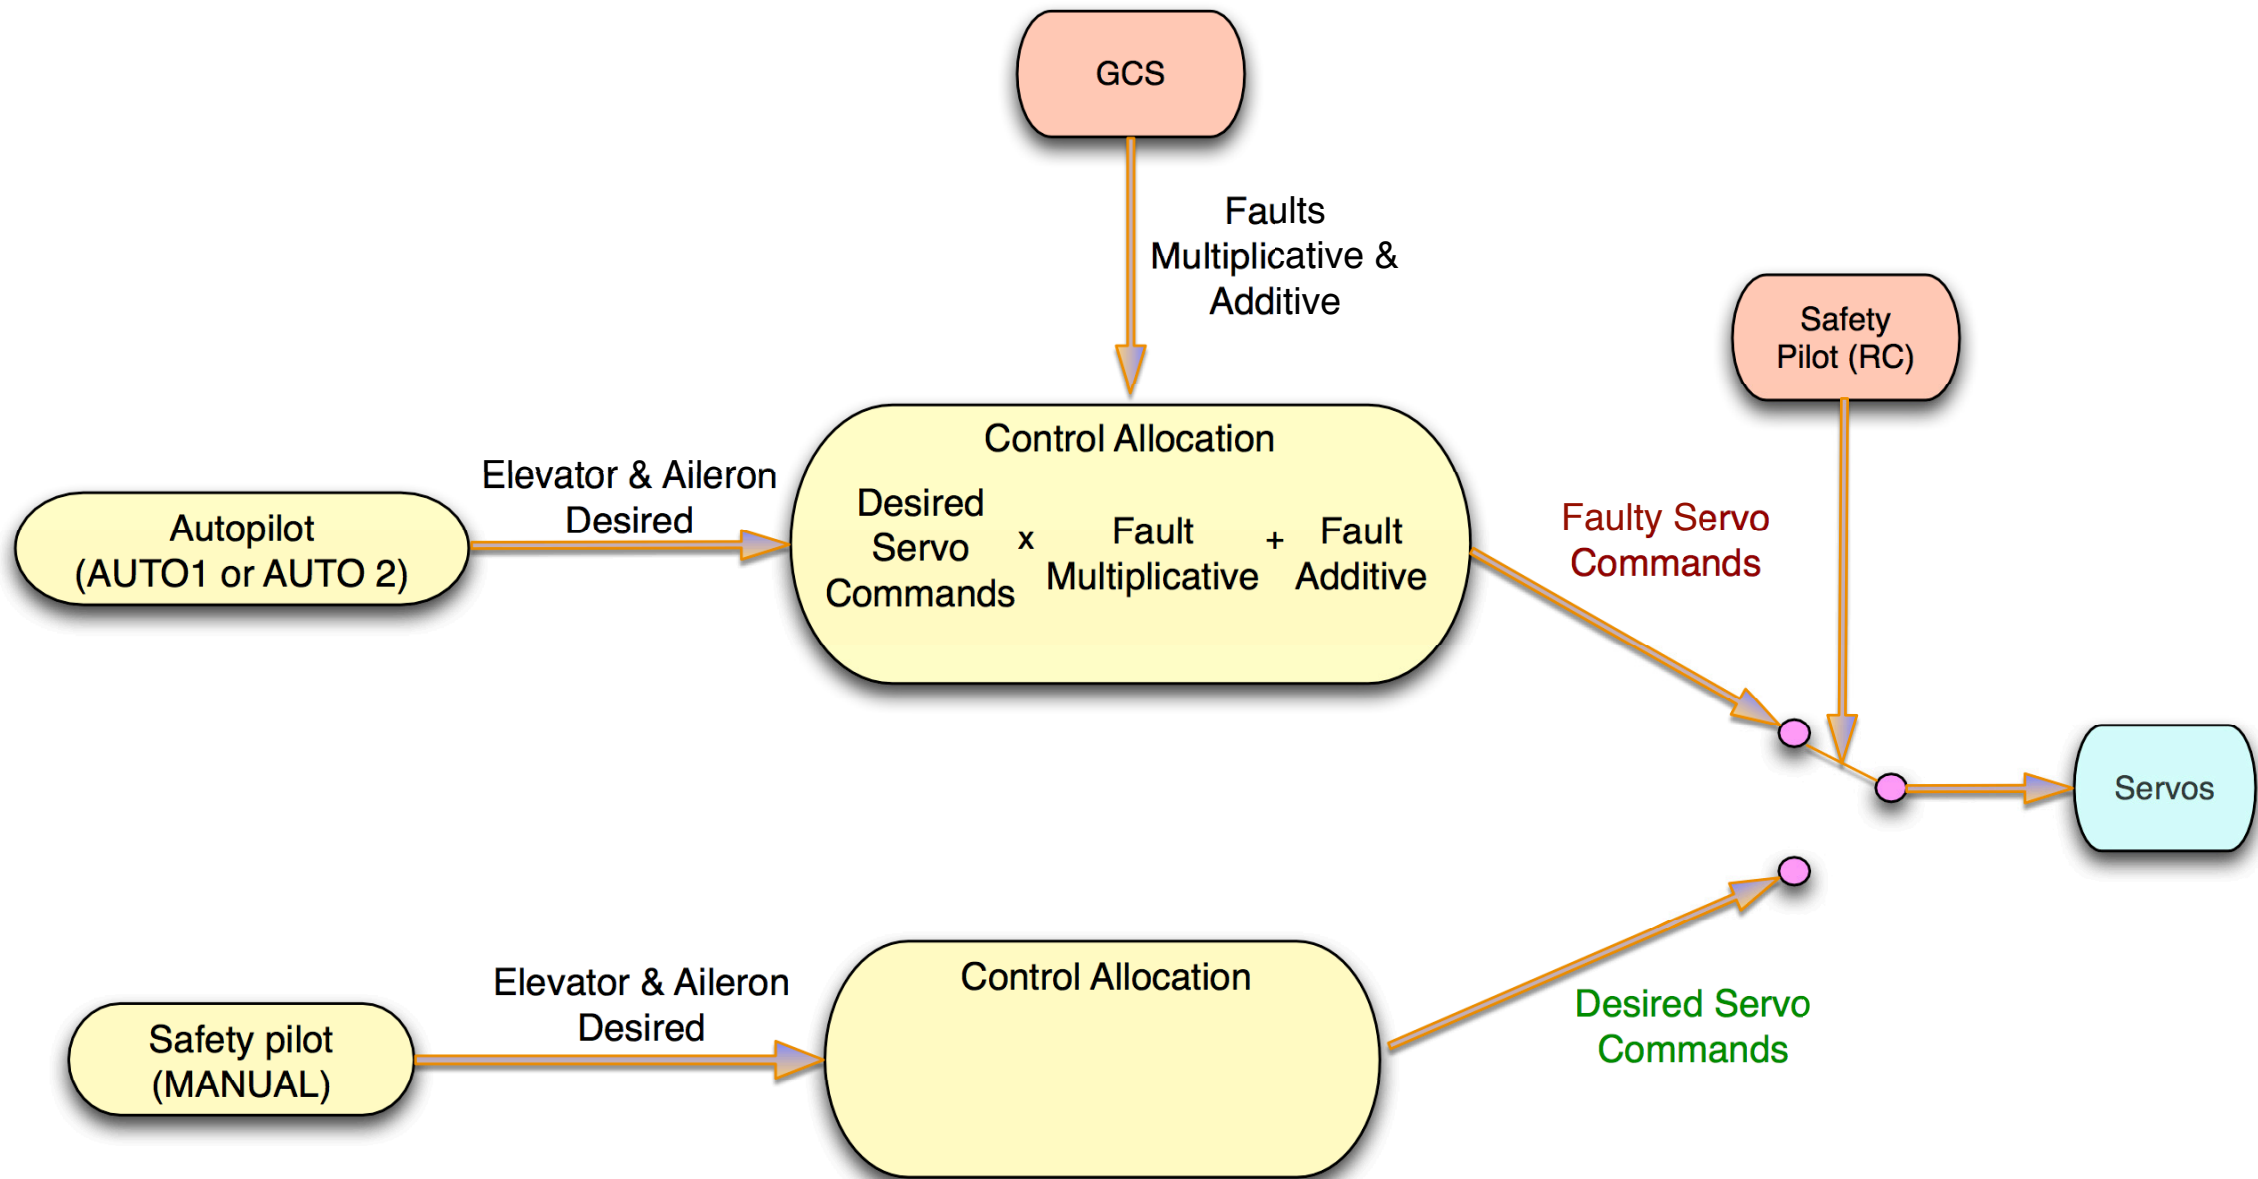 GCS
Faults
Multiplicative &
Additive
Safety
Pilot (RC)
Control Allocation
Elevator & Aileron
Desired
Autopilot
(AUTO1 or AUTO 2)
Desired
Servo
Commands
x
Fault
Multiplicative
+
Fault
Additive
Faulty Servo
Commands
Servos
Control Allocation
Elevator & Aileron
Desired
Safety pilot
(MANUAL)
Desired Servo
Commands